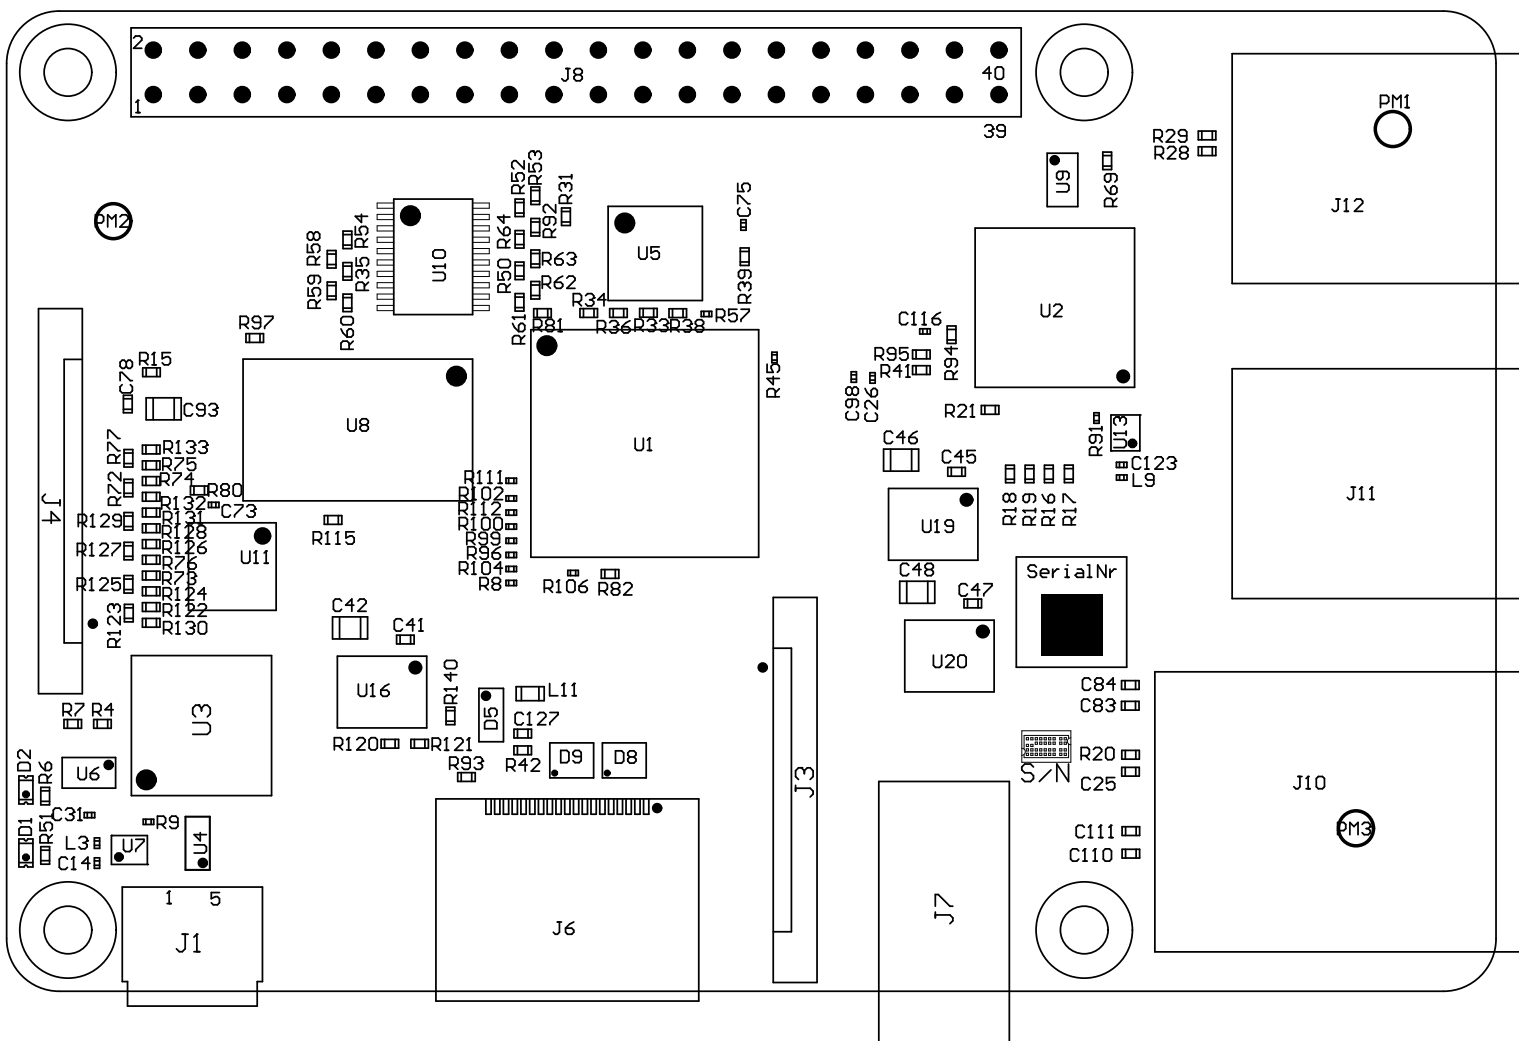 2
J8
40
1
39
PM1
R29
R28
R52
R53
R31
C75
U9
R69
J12
PM2
R58
R54
R64
R92
U10
U5
R59
R35
R50
R63
R62
R39
R60
R61
R34
R81
R36
R33
R38
R57
U2
C116
R95
R41
R94
R97
R15
C78
C93
R45
C98
C26
R21
U8
U1
R91
U13
C46
C45
C123
L9
R77
R133
R75
R74
R72
R80
R132
C73
R131
R129
R128
R127
R126
R76
R73
R125
R124
R122
R123
R130
J4
U11
R115
R111
R102
R112
R100
R99
R96
R104
R8
R106
R82
U19
R18
R19
R16
R17
J11
C48
C47
SerialNr
C42
C41
U20
U16
R140
L11
D5
C127
R120
R121
R42
D9
D8
R93
J3
C84
C83
R20
C25
S/N
J10
PM3
C111
C110
R7
R4
U3
D2
R6
U6
C31
R9
D1
R51
L3
C14
U7
U4
1
5
J1
J6
J7